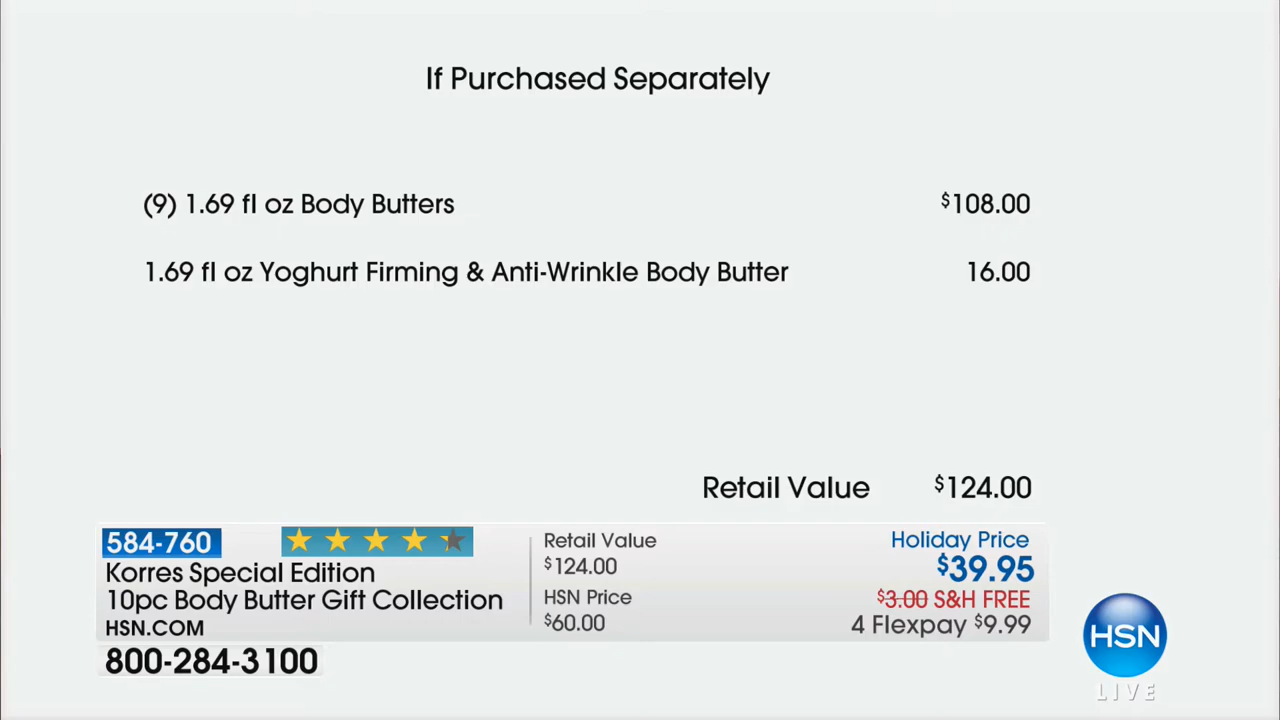 If Purchased Separately
(9) 1.69 fl oz Body Butters $108.00
1.69 fl oz Yoghurt Firming & Anti-Wrinkle Body Butter 16.00
Retail Value $124.00
584-760
Korres Special Edition
10pc Body Butter Gift Collection
HSN.COM
800-284-3100
Retail Value
$124.00
HSN Price
$60.00
Holiday Price
$39.95
$3.00 S&H FREE
4 Flexpay $9.99
HSN
LIVE